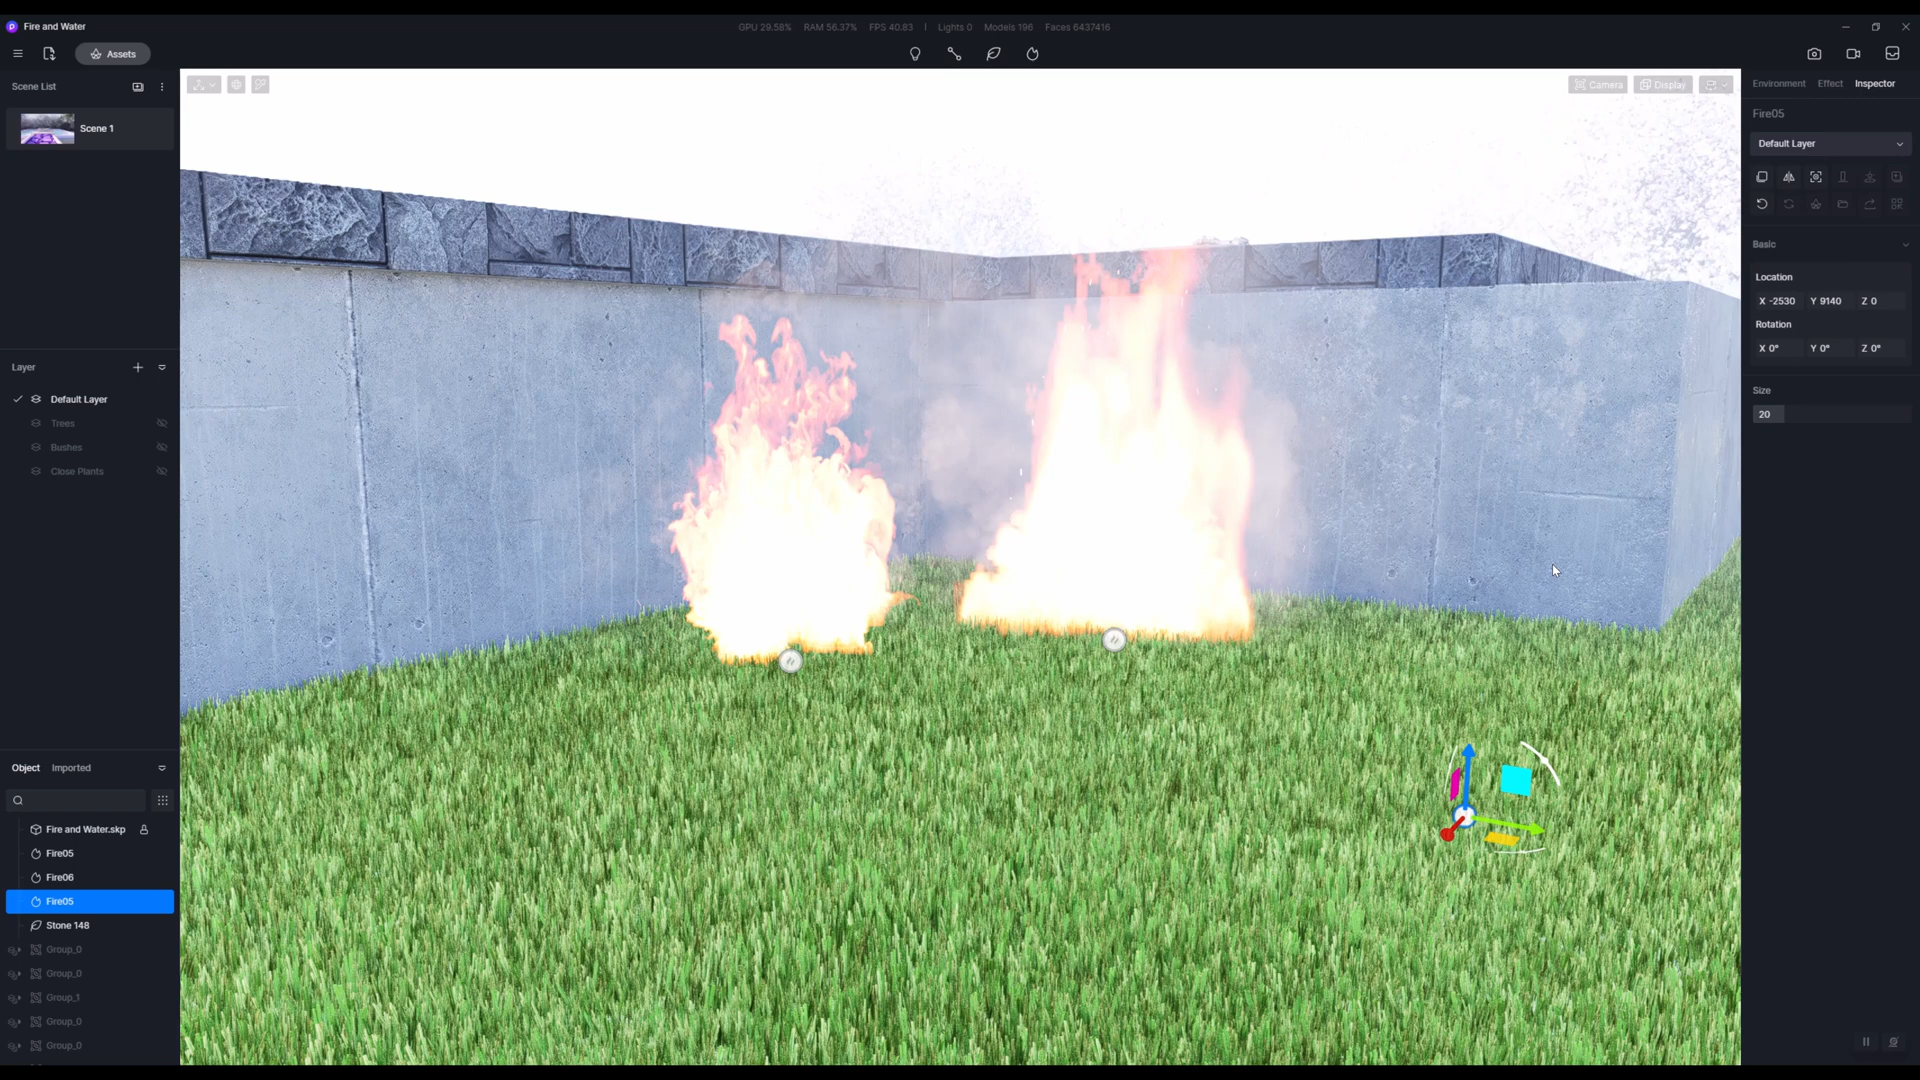 Fire and Water
GPU 29.58% RAM 56.37% FPS 40.83 | Lights 0 Models 196 Faces 6437416
Assets
Scene List
Scene 1
Layer
Default Layer
Trees
Bushes
Close Plants
Object Imported
Fire and Water.skp
Fire05
Fire06
Fire05
Stone 148
Group_0
Group_0
Group_1
Group_0
Group_0
Camera Display
Environment Effect Inspector
Fire05
Default Layer
Basic
Location
X -2530 Y 9140 Z 0
Rotation
X 0° Y 0° Z 0°
Size
20